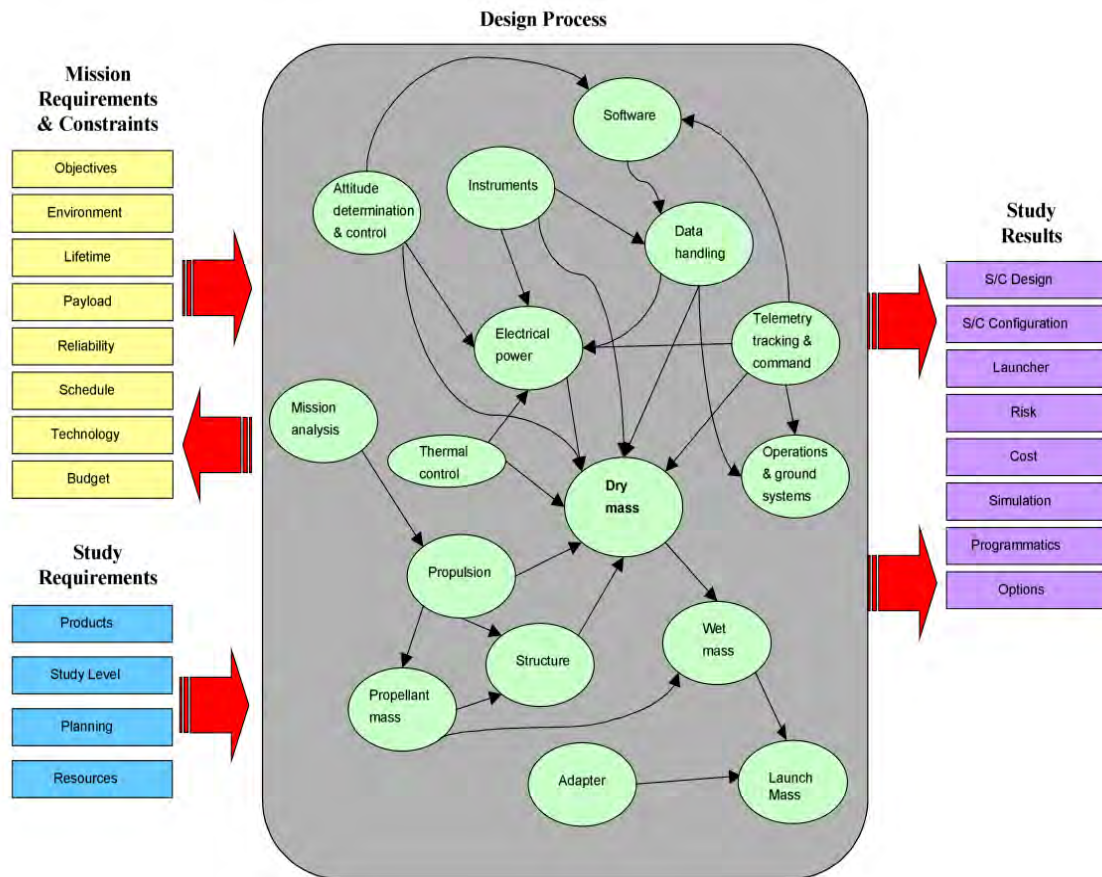 Design Process
Mission
Requirements
& Constraints
Objectives
Environment
Lifetime
Payload
Reliability
Schedule
Technology
Budget
Study
Requirements
Products
Study Level
Planning
Resources
Software
Attitude
determination
& control
Instruments
Data
handling
Electrical
power
Telemetry
tracking &
command
Mission
analysis
Thermal
control
Dry
mass
Operations
& ground
systems
Propulsion
Structure
Wet
mass
Propellant
mass
Adapter
Launch
Mass
Study
Results
S/C Design
S/C Configuration
Launcher
Risk
Cost
Simulation
Programmatics
Options